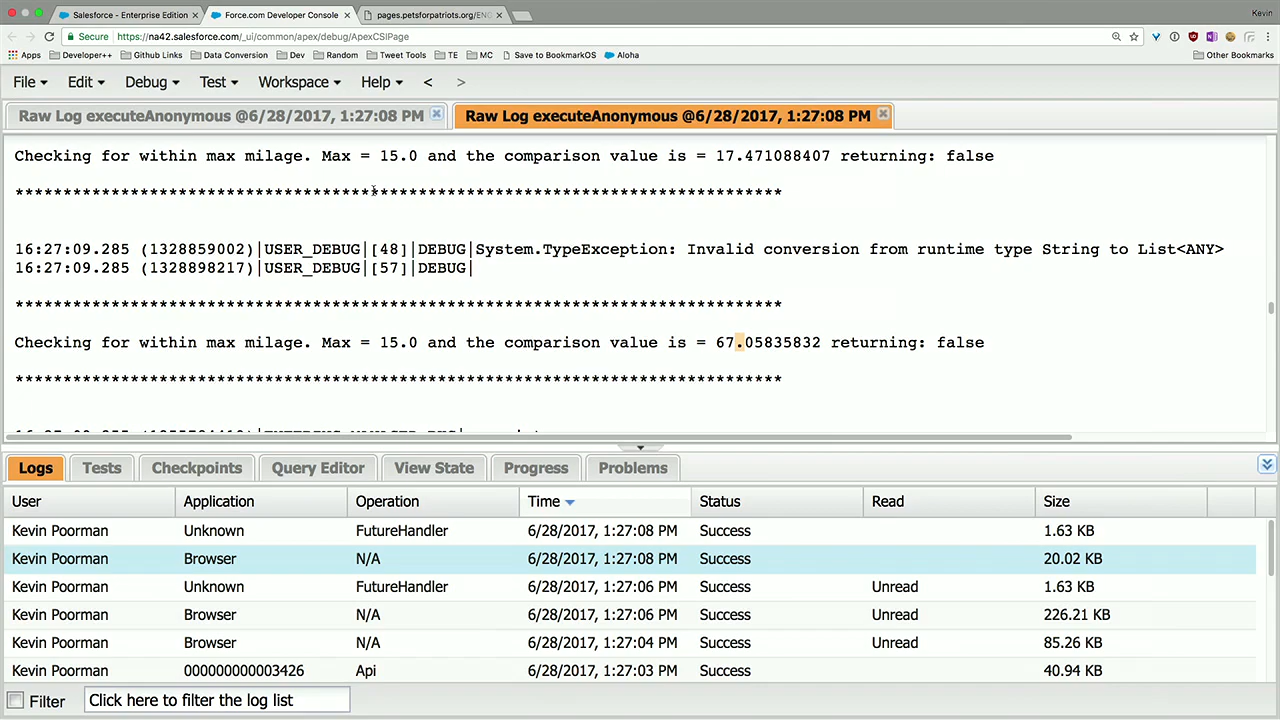 Salesforce - Enterprise Edition
Force.com Developer Console
pages.petsforpatriots.org/ENG
Kevin
Secure
https://na42.salesforce.com/_ui/common/apex/debug/ApexCSIPage
Apps Developer++ Github Links Data Conversion Dev Random Tweet Tools TE MC Save to BookmarkOS Aloha Other Bookmarks
File Edit Debug Test Workspace Help < >
Raw Log executeAnonymous @6/28/2017, 1:27:08 PM
Raw Log executeAnonymous @6/28/2017, 1:27:08 PM
Checking for within max milage. Max = 15.0 and the comparison value is = 17.471088407 returning: false
********************************************************************************
16:27:09.285 (1328859002)|USER_DEBUG|[48]|DEBUG|System.TypeException: Invalid conversion from runtime type String to List<ANY>
16:27:09.285 (1328898217)|USER_DEBUG|[57]|DEBUG|
********************************************************************************
Checking for within max milage. Max = 15.0 and the comparison value is = 67.05835832 returning: false
********************************************************************************
Logs Tests Checkpoints Query Editor View State Progress Problems
User Application Operation Time Status Read Size
Kevin Poorman Unknown FutureHandler 6/28/2017, 1:27:08 PM Success 1.63 KB
Kevin Poorman Browser N/A 6/28/2017, 1:27:08 PM Success 20.02 KB
Kevin Poorman Unknown FutureHandler 6/28/2017, 1:27:06 PM Success Unread 1.63 KB
Kevin Poorman Browser N/A 6/28/2017, 1:27:06 PM Success Unread 226.21 KB
Kevin Poorman Browser N/A 6/28/2017, 1:27:04 PM Success Unread 85.26 KB
Kevin Poorman 000000000003426 Api 6/28/2017, 1:27:03 PM Success 40.94 KB
Filter Click here to filter the log list